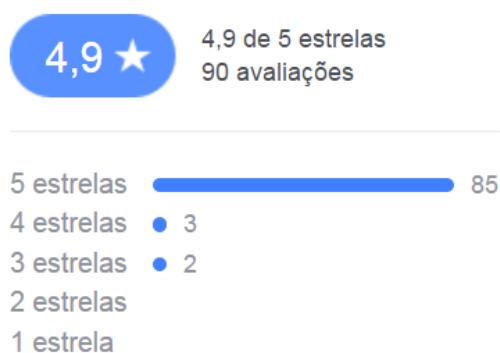 4,9 ★
4,9 de 5 estrelas
90 avaliações
5 estrelas 85
4 estrelas 3
3 estrelas 2
2 estrelas
1 estrela